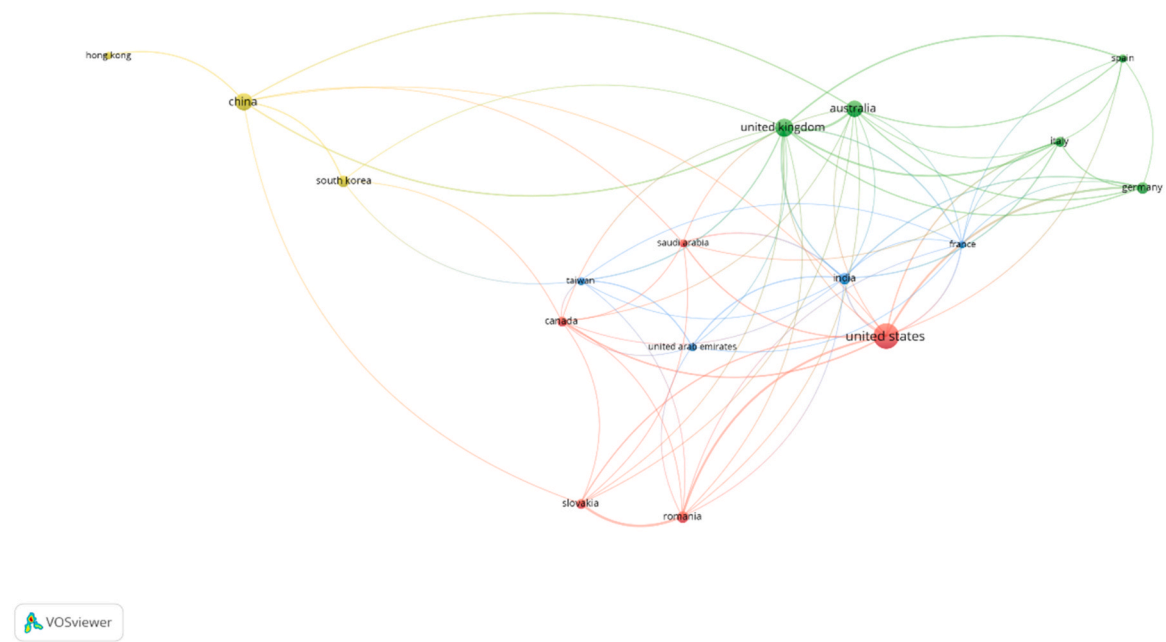 hong kong
spain
china
australia
united kingdom
italy
south korea
germany
saudi arabia
france
taiwan
india
canada
united states
united arab emirates
slovakia
romania
VOSviewer